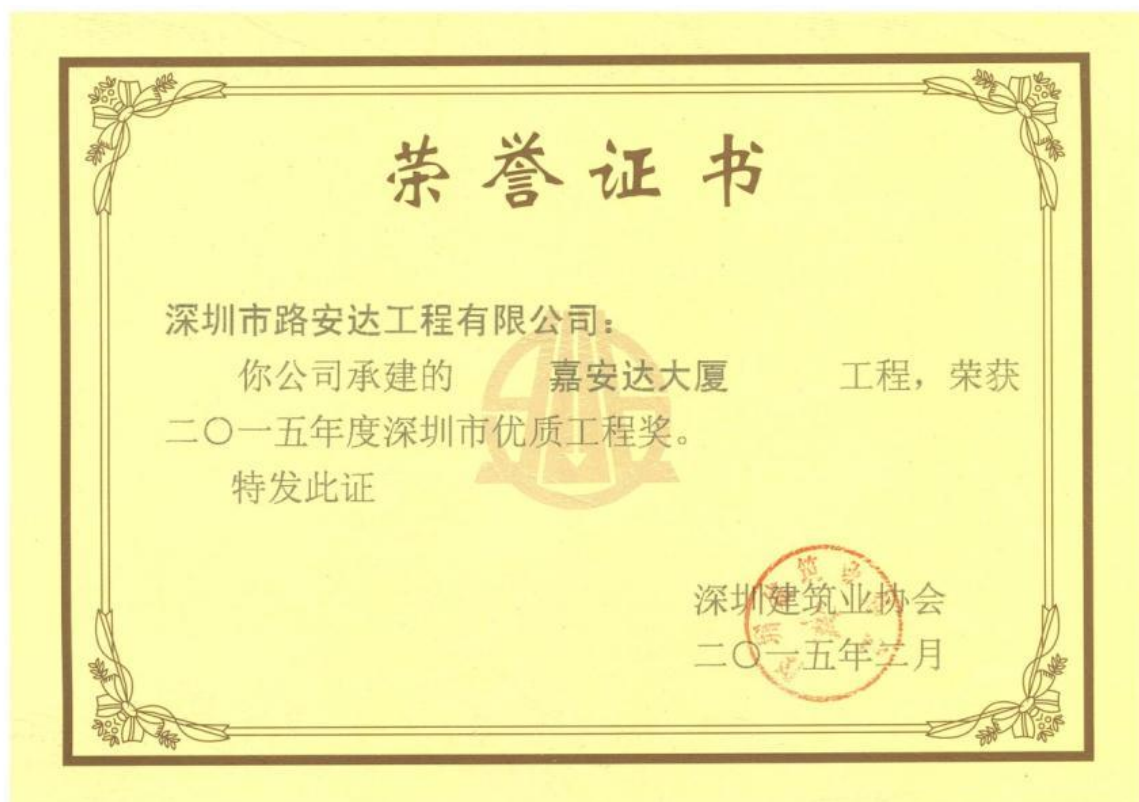 荣誉证书
深圳市路安达工程有限公司：
你公司承建的 嘉安达大厦 工程，荣获
二〇一五年度深圳市优质工程奖。
特发此证
深圳建筑业协会
二〇一五年二月